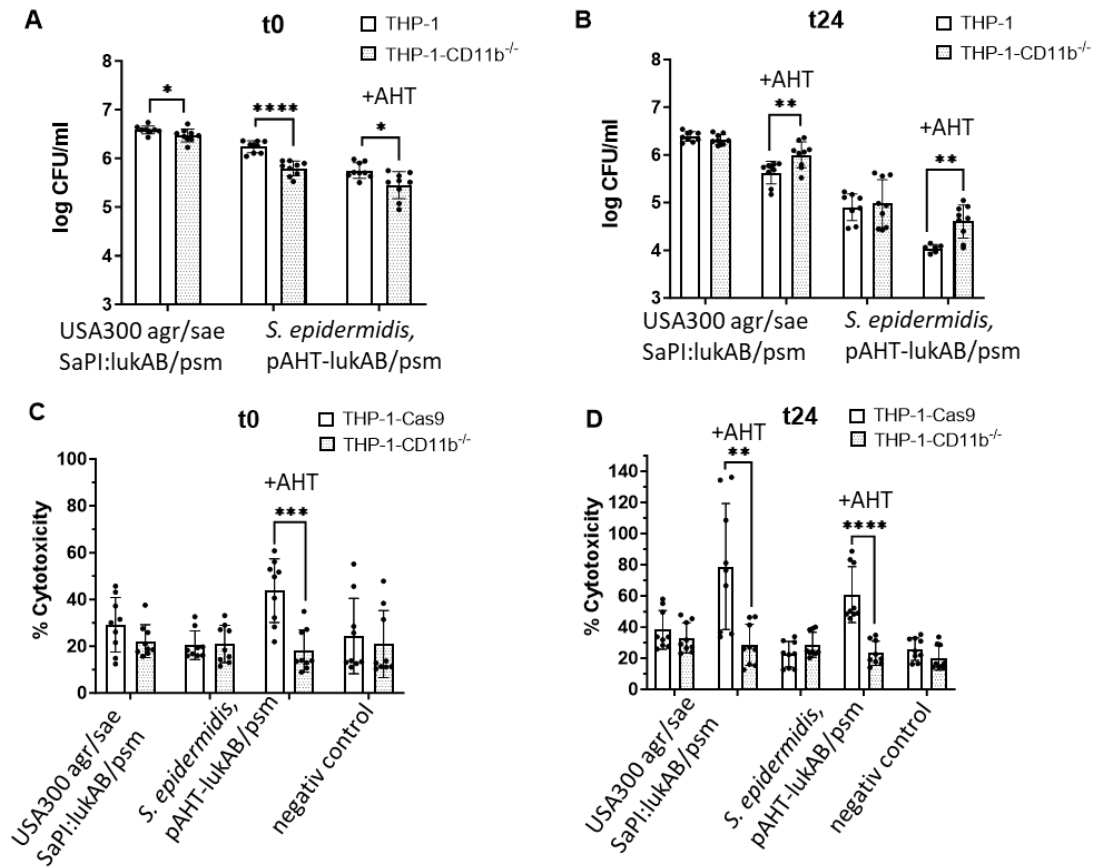 A
t0
THP-1
THP-1-CD11b-/-
log CFU/ml
8
7
6
5
4
3
*
****
+AHT
*
USA300 agr/sae
SaPI:lukAB/psm
S. epidermidis,
pAHT-lukAB/psm
B
t24
THP-1
THP-1-CD11b-/-
log CFU/ml
8
7
6
5
4
3
+AHT
**
+AHT
**
USA300 agr/sae
SaPI:lukAB/psm
S. epidermidis,
pAHT-lukAB/psm
C
t0
THP-1-Cas9
THP-1-CD11b-/-
% Cytotoxicity
100
80
60
40
20
0
+AHT
***
USA300 agr/sae
SaPI:lukAB/psm
S. epidermidis,
pAHT-lukAB/psm
negativ control
D
t24
THP-1-Cas9
THP-1-CD11b-/-
% Cytotoxicity
140
120
100
80
60
40
20
0
+AHT
**
+AHT
****
USA300 agr/sae
SaPI:lukAB/psm
S. epidermidis,
pAHT-lukAB/psm
negativ control